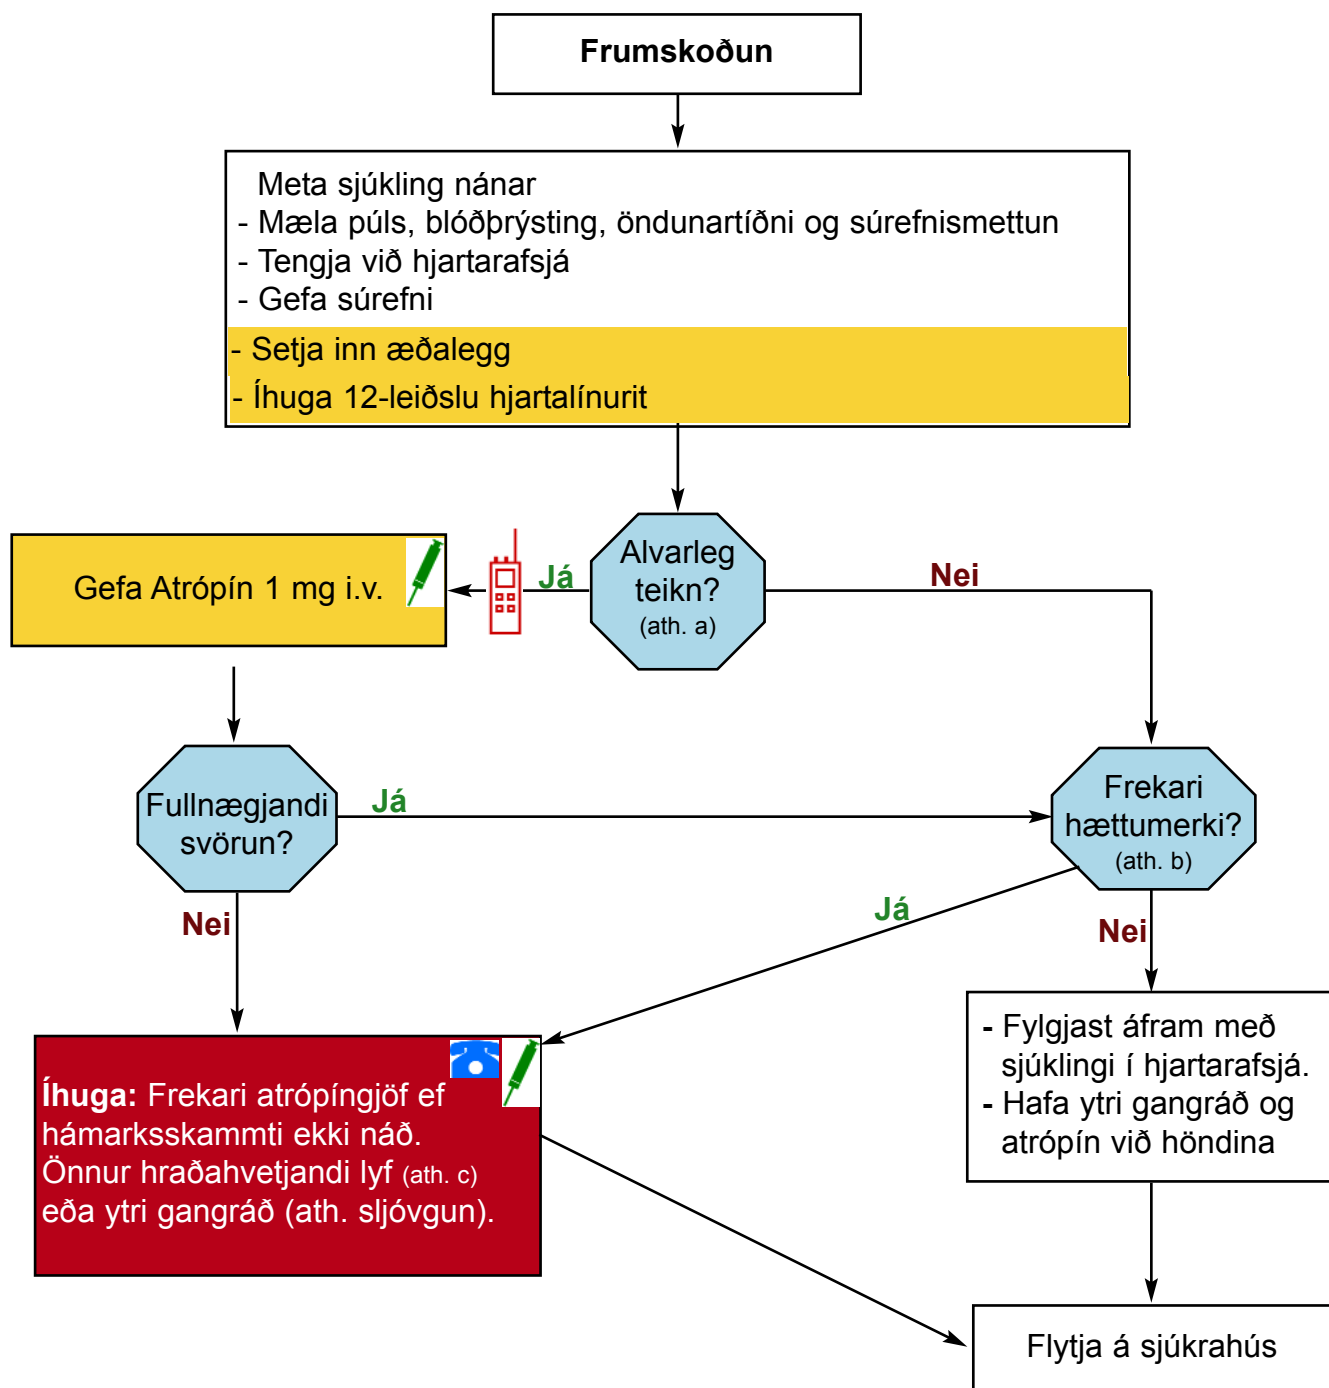 Frumskoðun
Meta sjúkling nánar
- Mæla púls, blóðþrýsting, öndunartíðni og súrefnismettun
- Tengja við hjartarafsjá
- Gefa súrefni
- Setja inn æðalegg
- Íhuga 12-leiðslu hjartalínurit
Alvarleg
teikn?
(ath. a)
Já
Nei
Gefa Atrópín 1 mg i.v.
Fullnægjandi
svörun?
Já
Frekari
hættumerki?
(ath. b)
Nei
Já
Nei
Íhuga: Frekari atrópíngjöf ef
hámarksskammti ekki náð.
Önnur hraðahvetjandi lyf (ath. c)
eða ytri gangráð (ath. sljóvgun).
- Fylgjast áfram með
sjúklingi í hjartarafsjá.
- Hafa ytri gangráð og
atrópín við höndina
Flytja á sjúkrahús